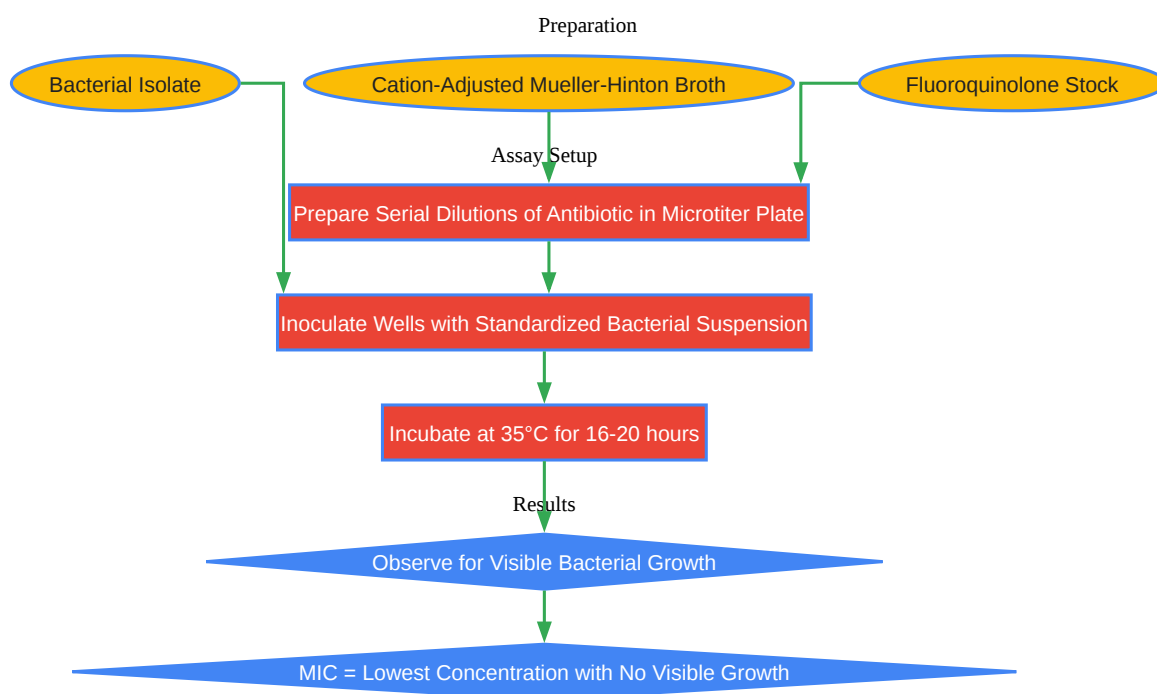 Preparation
Bacterial Isolate
Cation-Adjusted Mueller-Hinton Broth
Fluoroquinolone Stock
Assay Setup
Prepare Serial Dilutions of Antibiotic in Microtiter Plate
Inoculate Wells with Standardized Bacterial Suspension
Incubate at 35°C for 16-20 hours
Results
Observe for Visible Bacterial Growth
MIC = Lowest Concentration with No Visible Growth